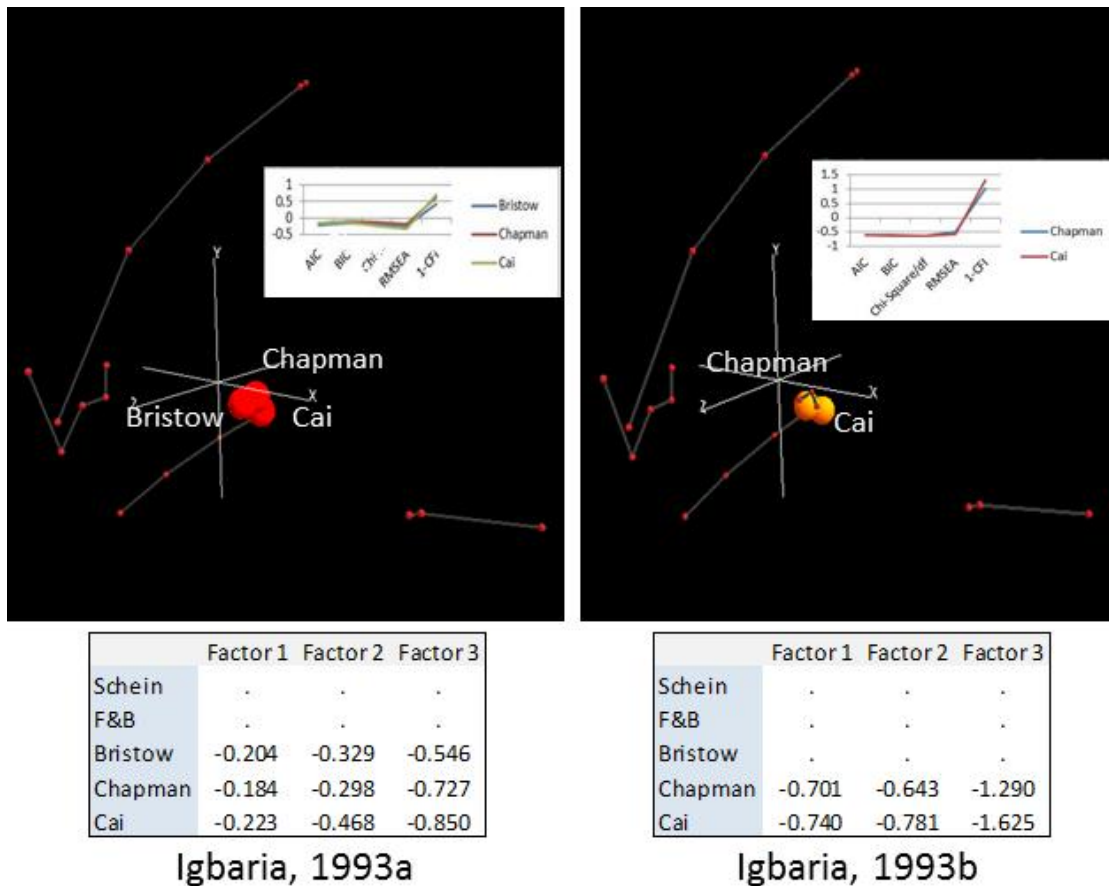 1
0.5
0
-0.5
AIC
BIC
Chi ...
RMSEA
1-CFI
Bristow
Chapman
Cai
Y
X
Z
Chapman
Bristow
Cai
1.5
1
0.5
0
-0.5
-1
AIC
BIC
Chi-Square/df
RMSEA
1-CFI
Chapman
Cai
Y
X
Z
Chapman
Cai
Factor 1 Factor 2 Factor 3
Schein . . .
F&B . . .
Bristow -0.204 -0.329 -0.546
Chapman -0.184 -0.298 -0.727
Cai -0.223 -0.468 -0.850
Igbaria, 1993a
Factor 1 Factor 2 Factor 3
Schein . . .
F&B . . .
Bristow . . .
Chapman -0.701 -0.643 -1.290
Cai -0.740 -0.781 -1.625
Igbaria, 1993b